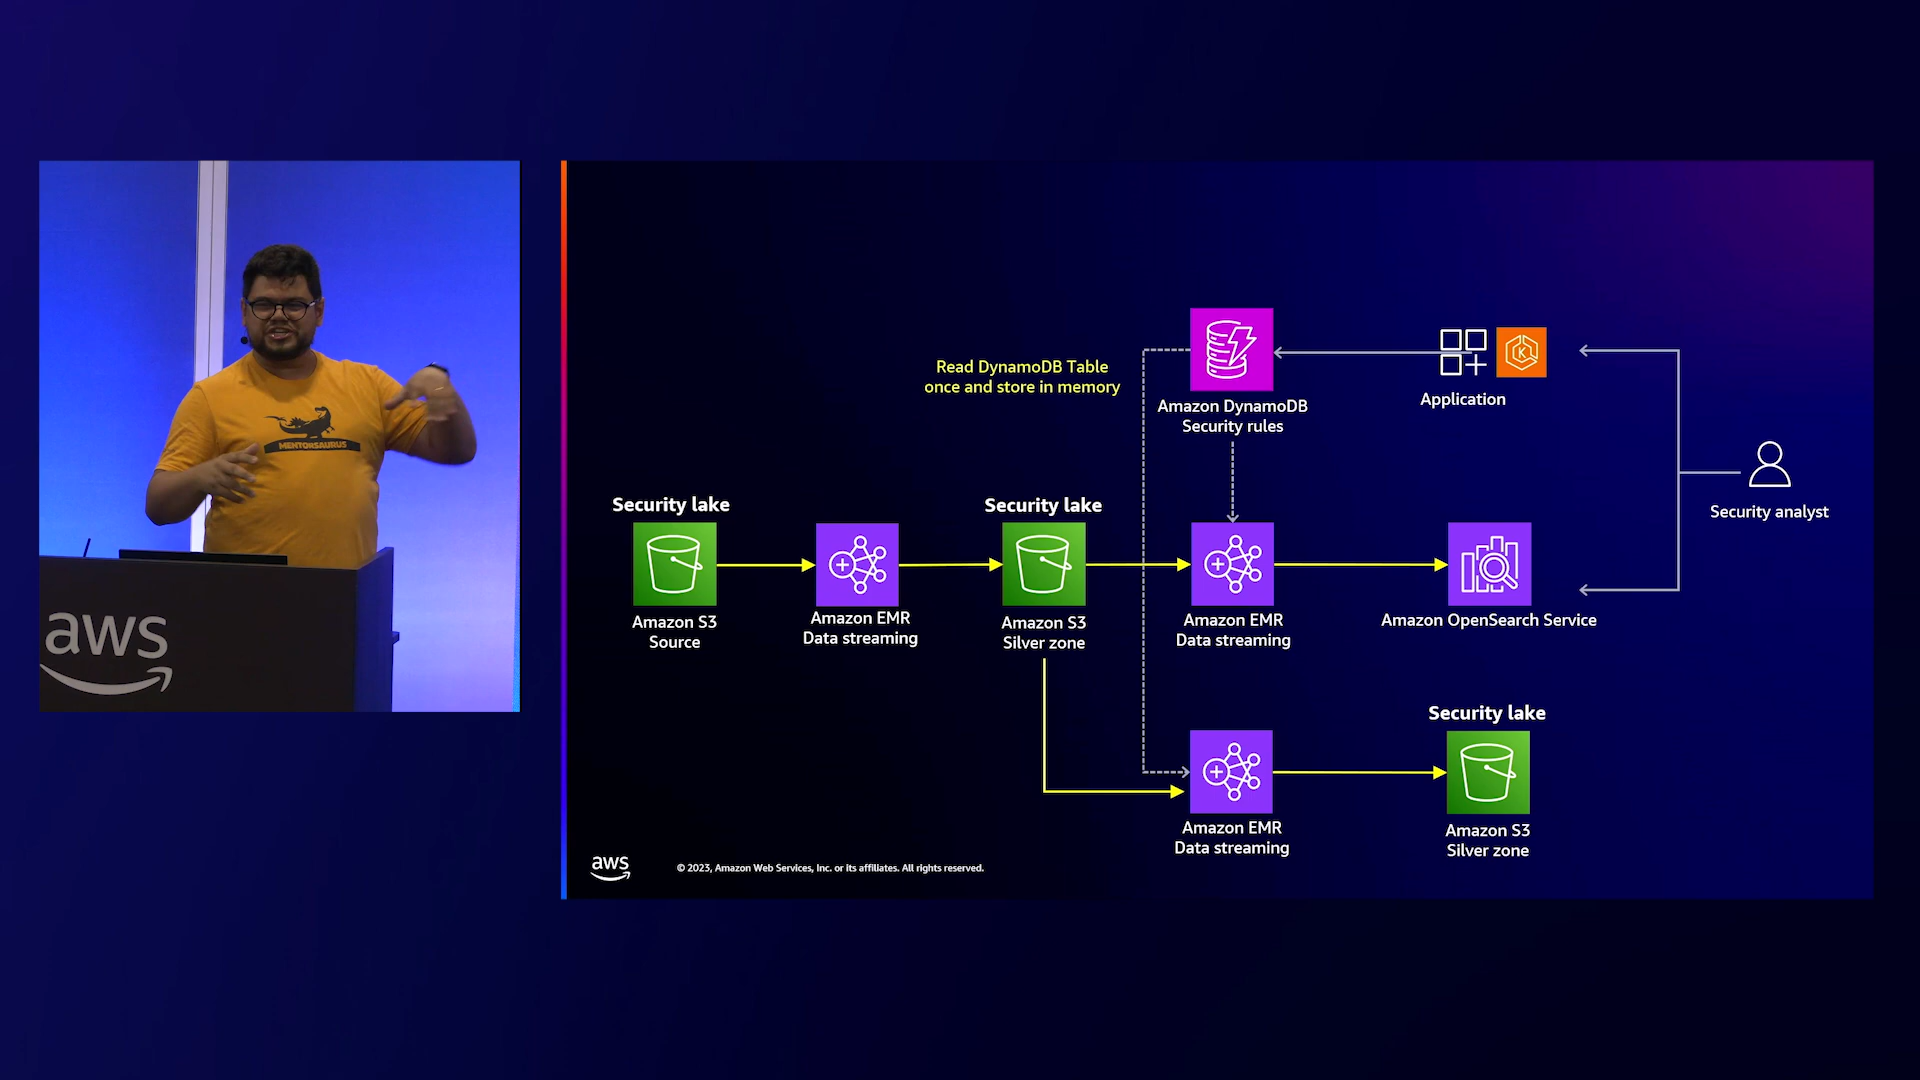 MENTORSAURUS
aws
Read DynamoDB Table
once and store in memory
Amazon DynamoDB
Security rules
Application
Security analyst
Security lake
Amazon S3
Source
Amazon EMR
Data streaming
Security lake
Amazon S3
Silver zone
Amazon EMR
Data streaming
Amazon OpenSearch Service
Amazon EMR
Data streaming
Security lake
Amazon S3
Silver zone
aws
© 2023, Amazon Web Services, Inc. or its affiliates. All rights reserved.